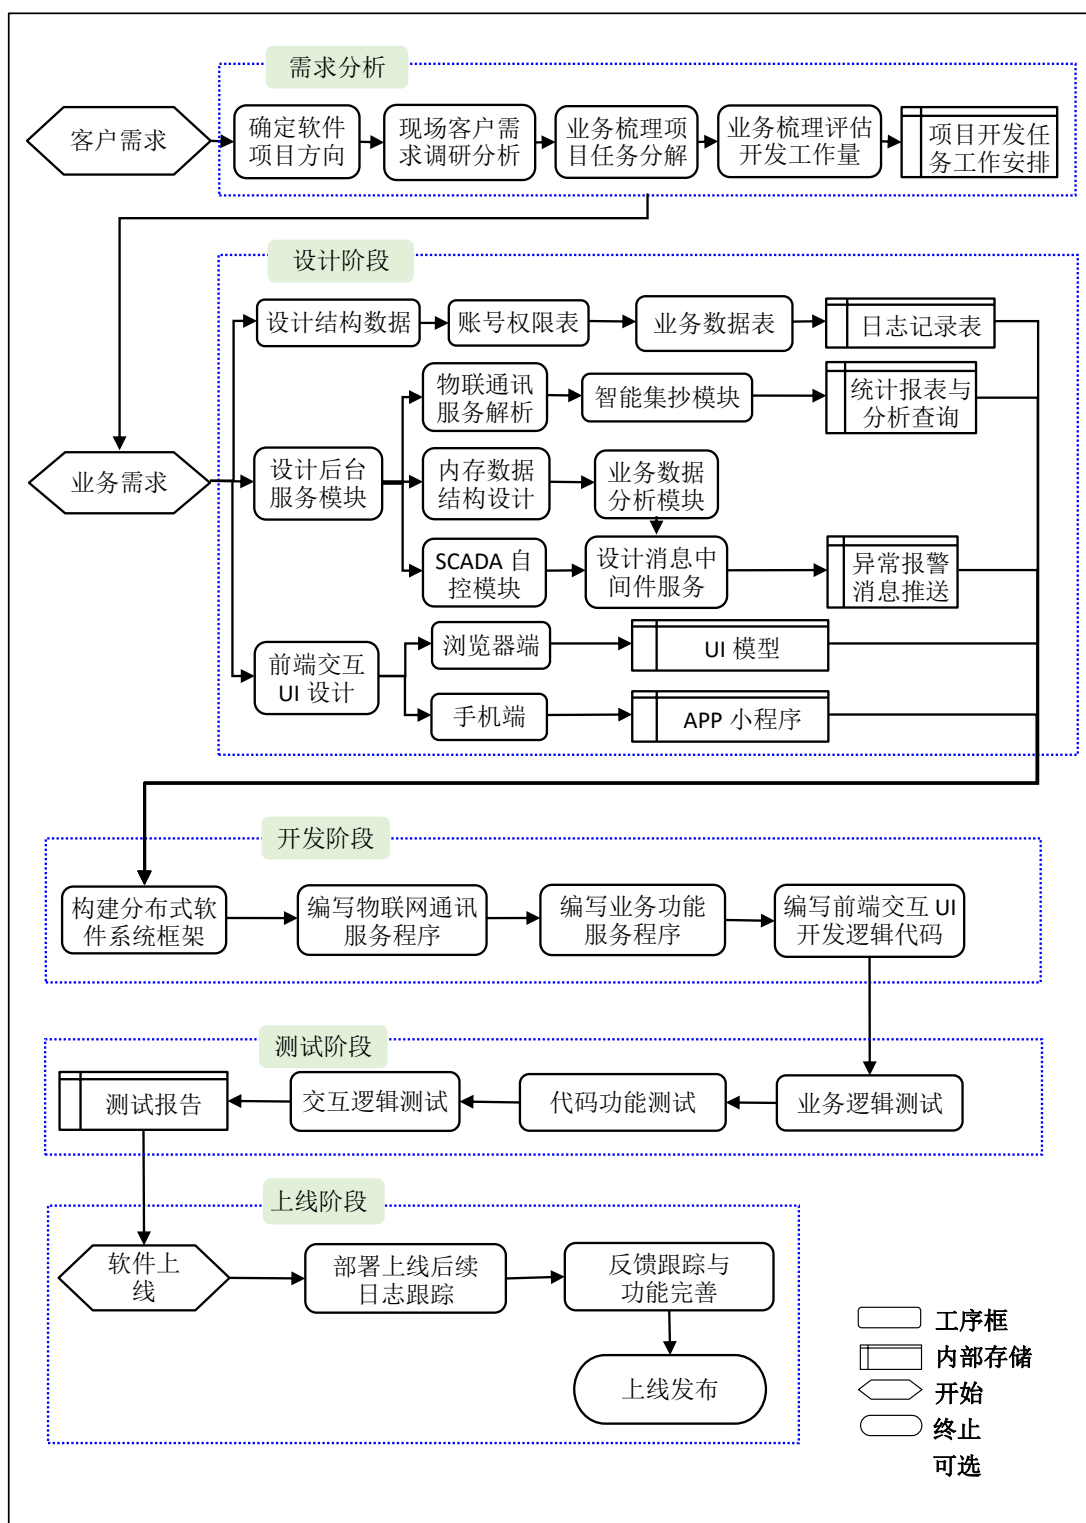 需求分析
客户需求
确定软件
项目方向
现场客户需
求调研分析
业务梳理项
目任务分解
业务梳理评估
开发工作量
项目开发任
务工作安排
设计阶段
业务需求
设计结构数据
账号权限表
业务数据表
日志记录表
设计后台
服务模块
物联通讯
服务解析
智能集抄模块
统计报表与
分析查询
内存数据
结构设计
业务数据
分析模块
SCADA 自
控模块
设计消息中
间件服务
异常报警
消息推送
前端交互
UI 设计
浏览器端
UI 模型
手机端
APP 小程序
开发阶段
构建分布式软
件系统框架
编写物联网通讯
服务程序
编写业务功能
服务程序
编写前端交互 UI
开发逻辑代码
测试阶段
测试报告
交互逻辑测试
代码功能测试
业务逻辑测试
上线阶段
软件上
线
部署上线后续
日志跟踪
反馈跟踪与
功能完善
上线发布
工序框
内部存储
开始
终止
可选